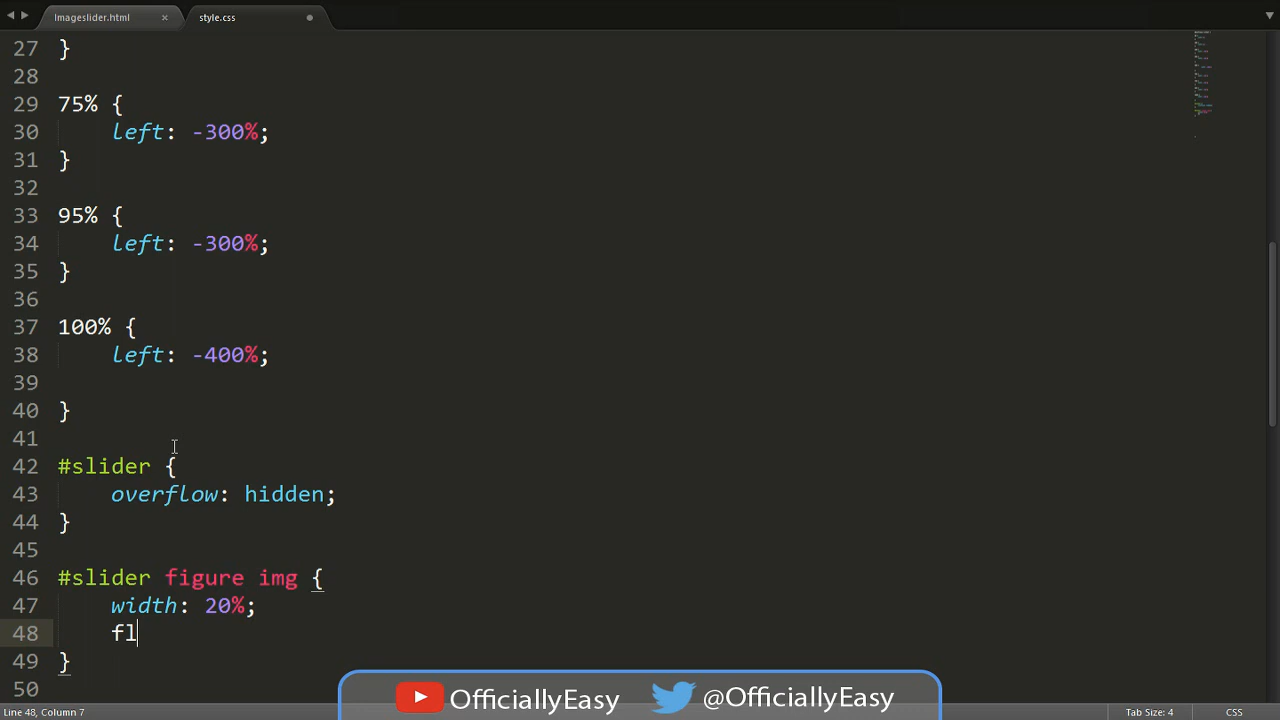 Imageslider.html × style.css
27 }
28
29 75% {
30 left: -300%;
31 }
32
33 95% {
34 left: -300%;
35 }
36
37 100% {
38 left: -400%;
39
40 }
41
42 #slider {
43 overflow: hidden;
44 }
45
46 #slider figure img {
47 width: 20%;
48 fl
49 }
50
OfficiallyEasy @OfficiallyEasy
Line 48, Column 7 Tab Size: 4 CSS